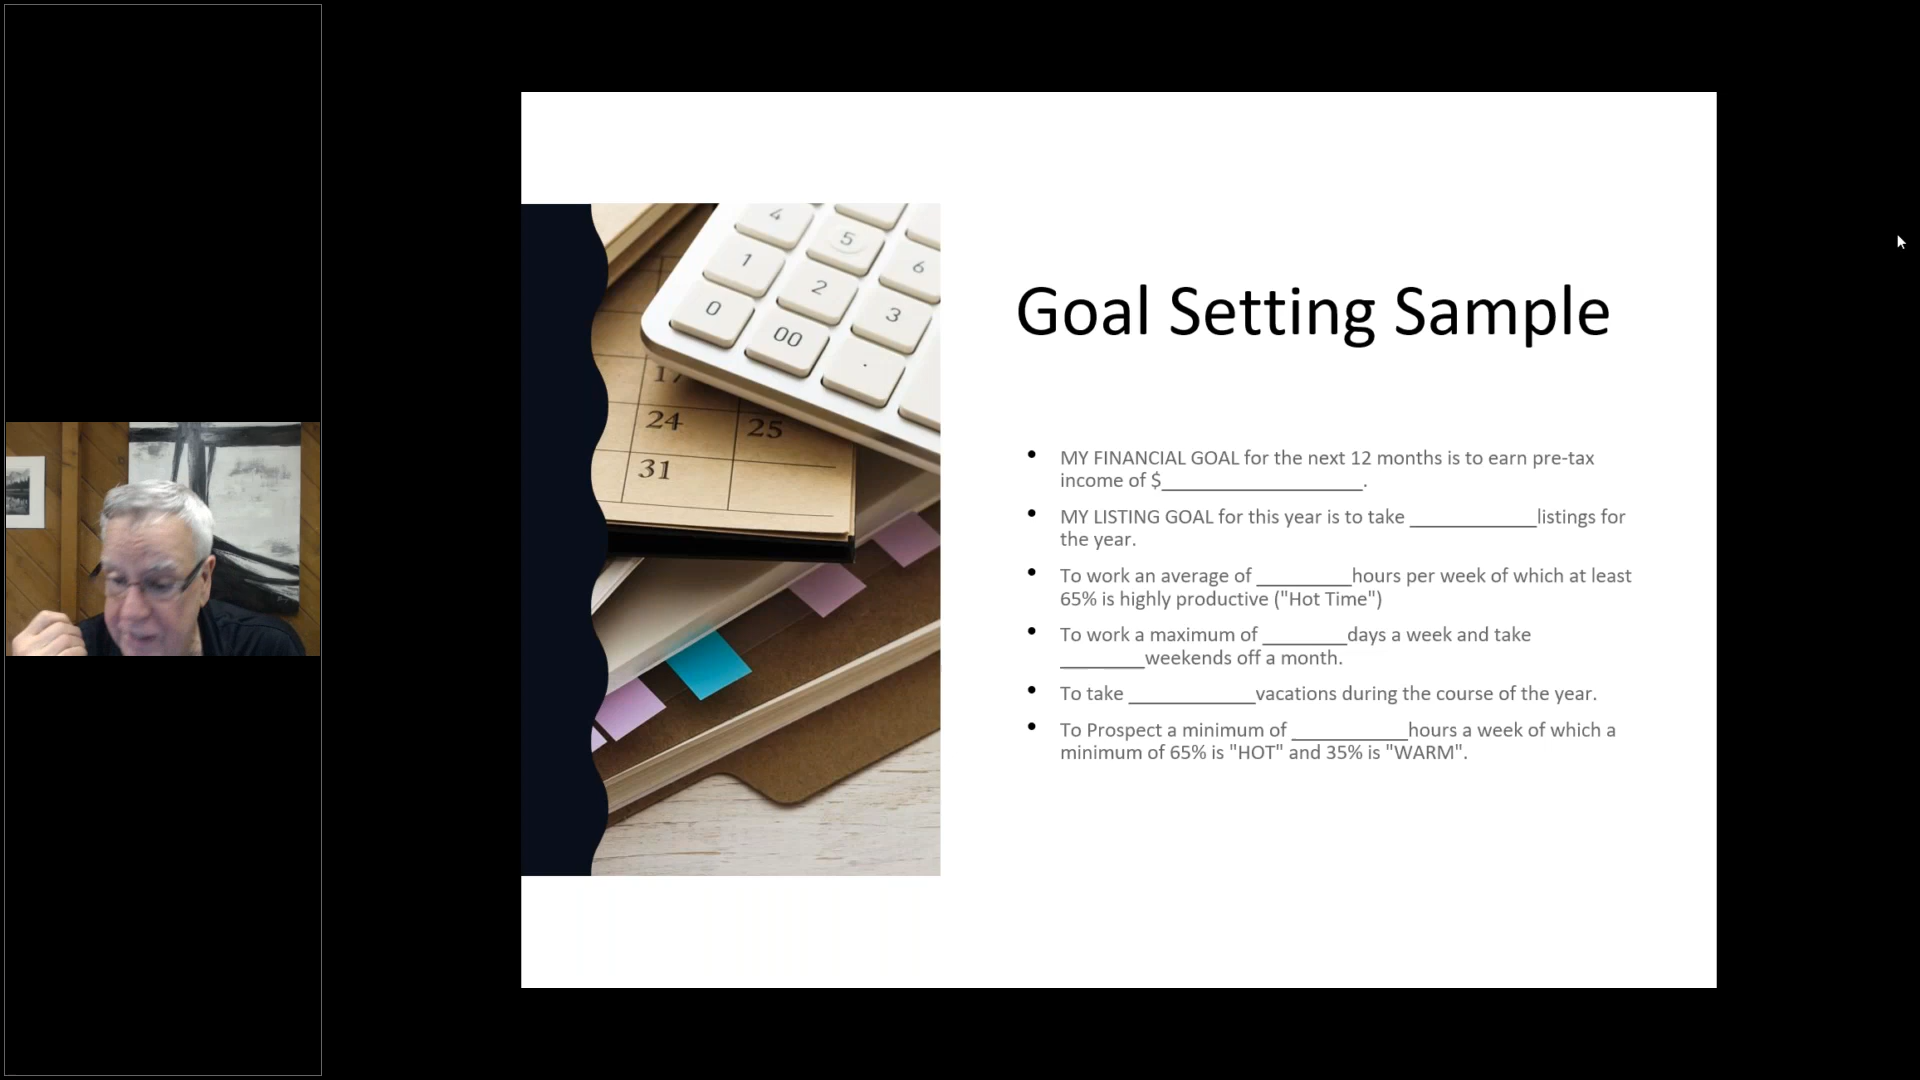 Goal Setting Sample
• MY FINANCIAL GOAL for the next 12 months is to earn pre-tax
income of $___________________.
• MY LISTING GOAL for this year is to take ____________listings for
the year.
• To work an average of _________hours per week of which at least
65% is highly productive ("Hot Time")
• To work a maximum of ________days a week and take
________weekends off a month.
• To take ____________vacations during the course of the year.
• To Prospect a minimum of ___________hours a week of which a
minimum of 65% is "HOT" and 35% is "WARM".
4
5
6
1
2
3
0
00
.
17
24
25
31